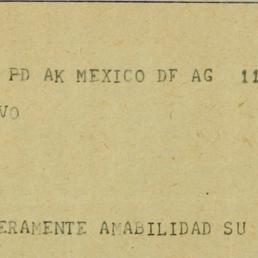 PD AK MEXICO DF AG 11
VO
ERAMENTE AMABILIDAD SU